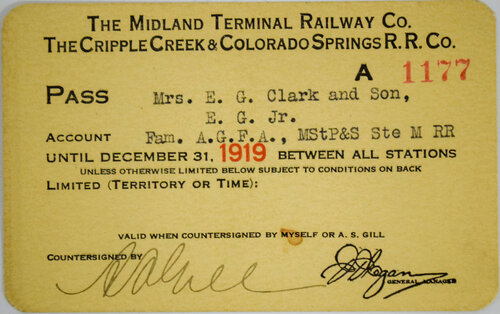 THE MIDLAND TERMINAL RAILWAY CO.
THE CRIPPLE CREEK & COLORADO SPRINGS R.R. CO.
A 1177
PASS Mrs. E. G. Clark and Son,
E. G. Jr.
ACCOUNT Fam. A.G.F.A., MStP&S Ste M RR
UNTIL DECEMBER 31, 1919 BETWEEN ALL STATIONS
UNLESS OTHERWISE LIMITED BELOW SUBJECT TO CONDITIONS ON BACK
LIMITED (TERRITORY OR TIME):
VALID WHEN COUNTERSIGNED BY MYSELF OR A. S. GILL
COUNTERSIGNED BY
GENERAL MANAGER